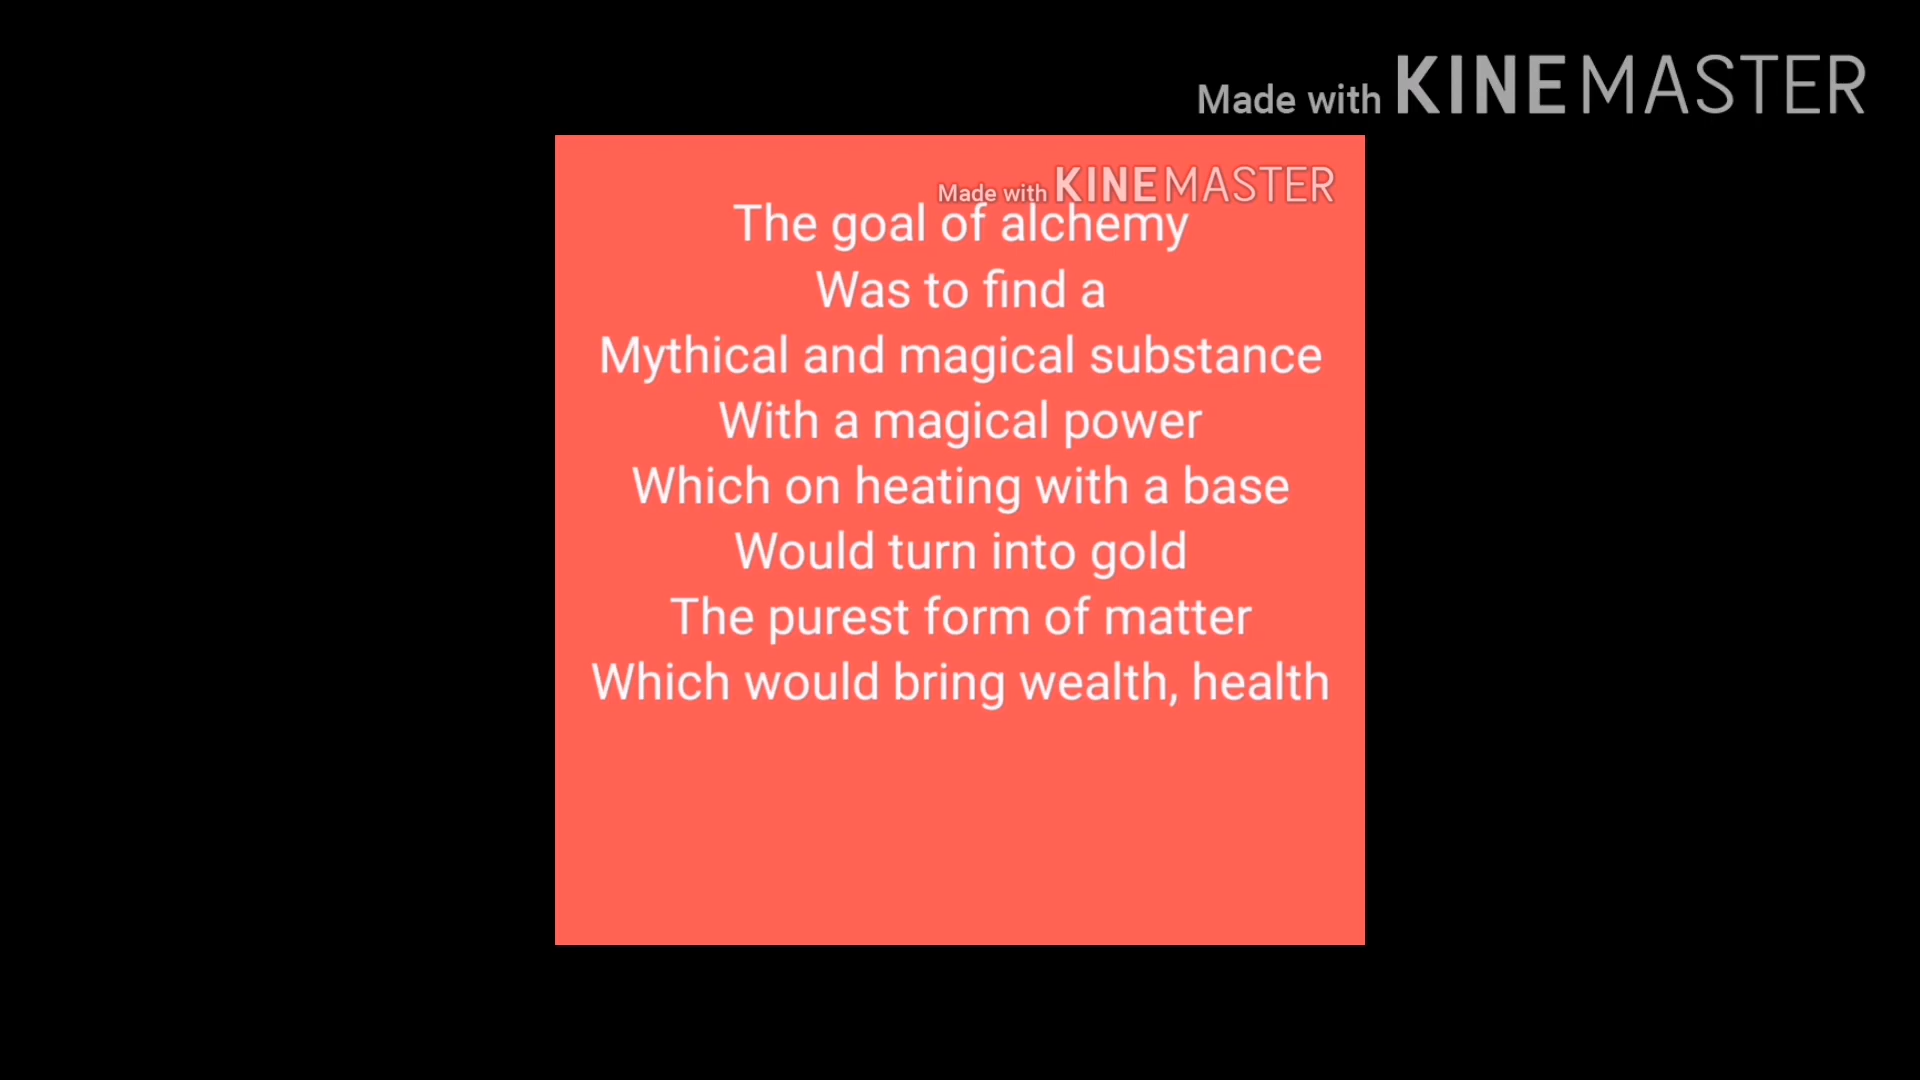 Made with KINEMASTER
Made with KINEMASTER
The goal of alchemy
Was to find a
Mythical and magical substance
With a magical power
Which on heating with a base
Would turn into gold
The purest form of matter
Which would bring wealth, health